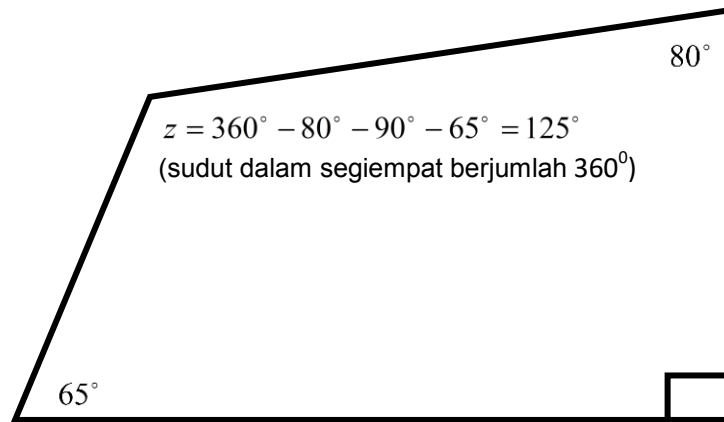 80°
z = 360° − 80° − 90° − 65° = 125°
(sudut dalam segiempat berjumlah 360⁰)
65°